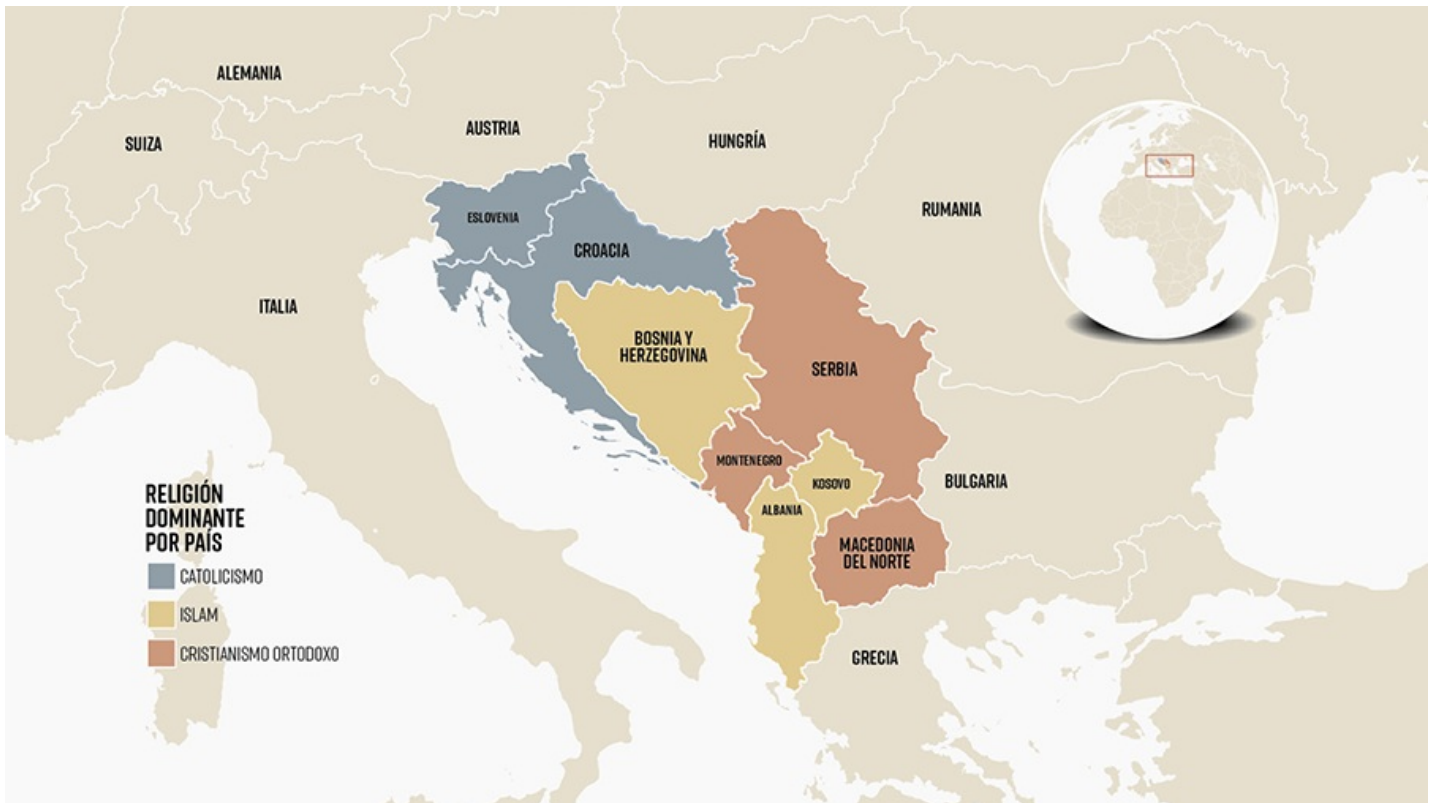 ALEMANIA
SUIZA
AUSTRIA
HUNGRÍA
RUMANIA
ESLOVENIA
CROACIA
ITALIA
BOSNIA Y
HERZEGOVINA
SERBIA
MONTENEGRO
KOSOVO
BULGARIA
ALBANIA
MACEDONIA
DEL NORTE
GRECIA
RELIGIÓN
DOMINANTE
POR PAÍS
CATOLICISMO
ISLAM
CRISTIANISMO ORTODOXO